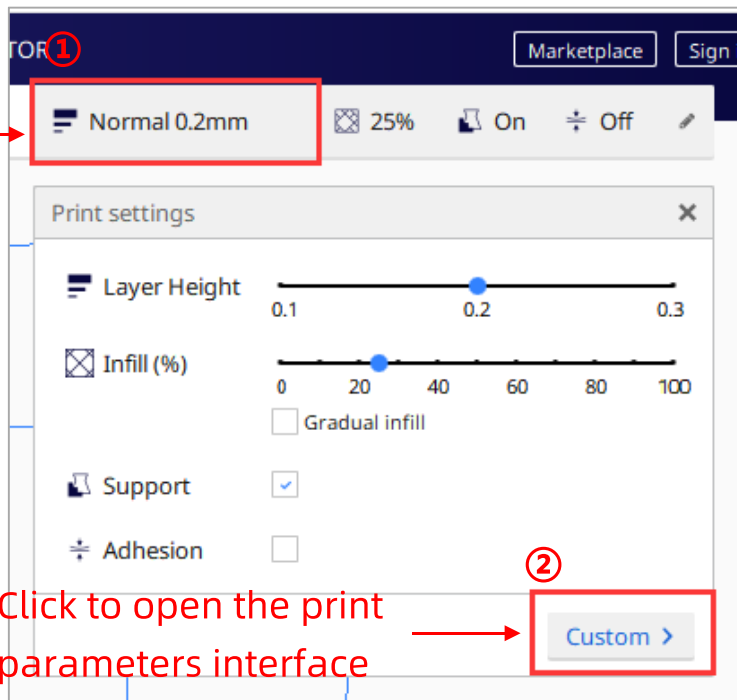 TOR ①
Marketplace
Sign
Normal 0.2mm
25%
On
Off
Print settings
Layer Height
0.1 0.2 0.3
Infill (%)
0 20 40 60 80 100
Gradual infill
Support
Adhesion
②
Click to open the print
parameters interface
Custom